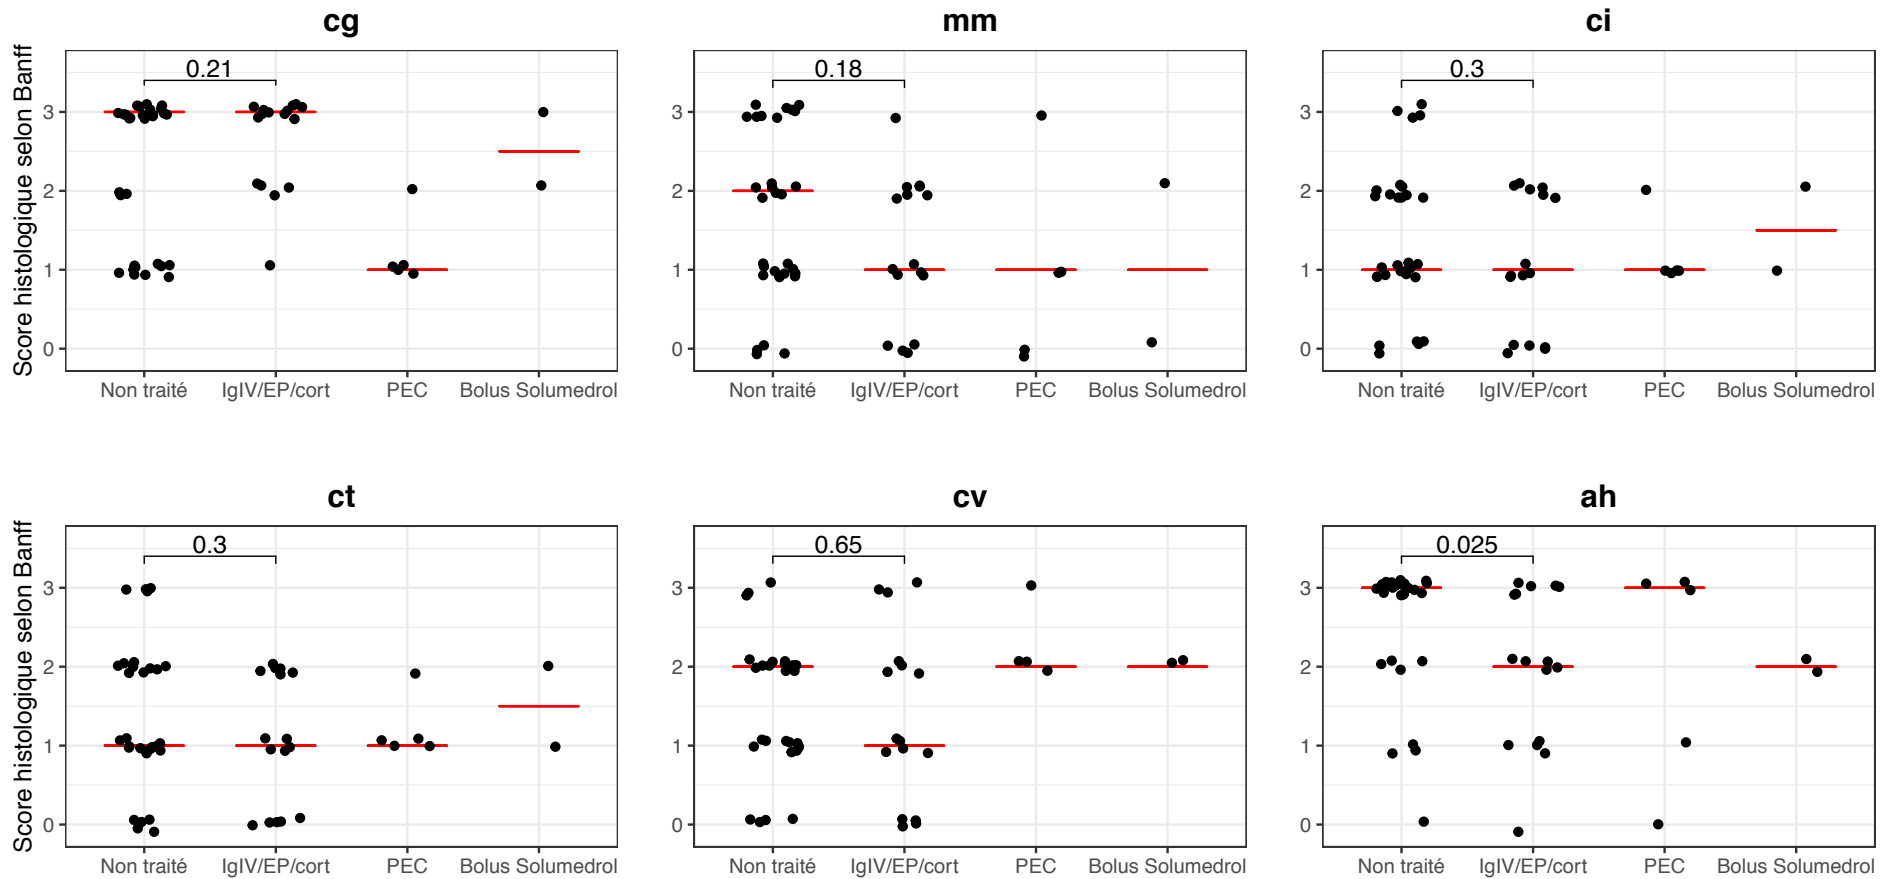 cg
mm
ci
Score histologique selon Banff
0.21
0.18
0.3
3
2
1
0
3
2
1
0
3
2
1
0
Non traité IgIV/EP/cort PEC Bolus Solumedrol
Non traité IgIV/EP/cort PEC Bolus Solumedrol
Non traité IgIV/EP/cort PEC Bolus Solumedrol
ct
cv
ah
Score histologique selon Banff
0.3
0.65
0.025
3
2
1
0
3
2
1
0
3
2
1
0
Non traité IgIV/EP/cort PEC Bolus Solumedrol
Non traité IgIV/EP/cort PEC Bolus Solumedrol
Non traité IgIV/EP/cort PEC Bolus Solumedrol